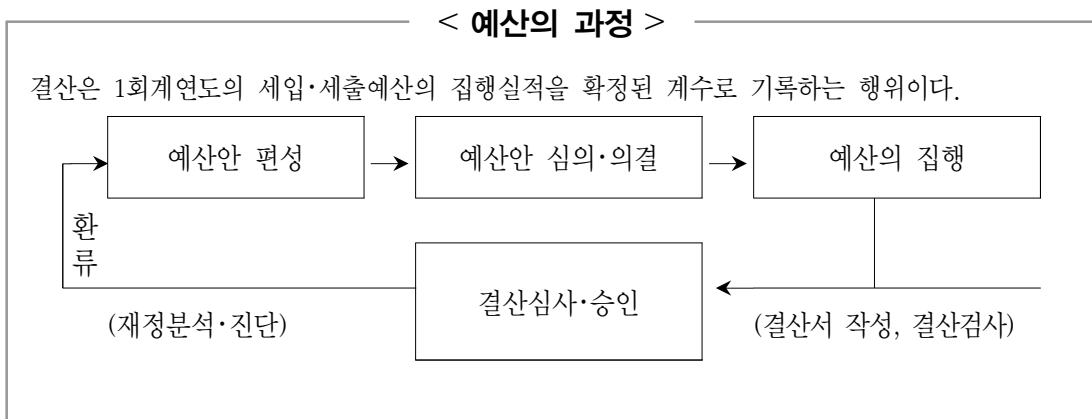 < 예산의 과정 >
결산은 1회계연도의 세입·세출예산의 집행실적을 확정된 계수로 기록하는 행위이다.
예산안 편성
예산안 심의·의결
예산의 집행
환
류
결산심사·승인
(재정분석·진단)
(결산서 작성, 결산검사)